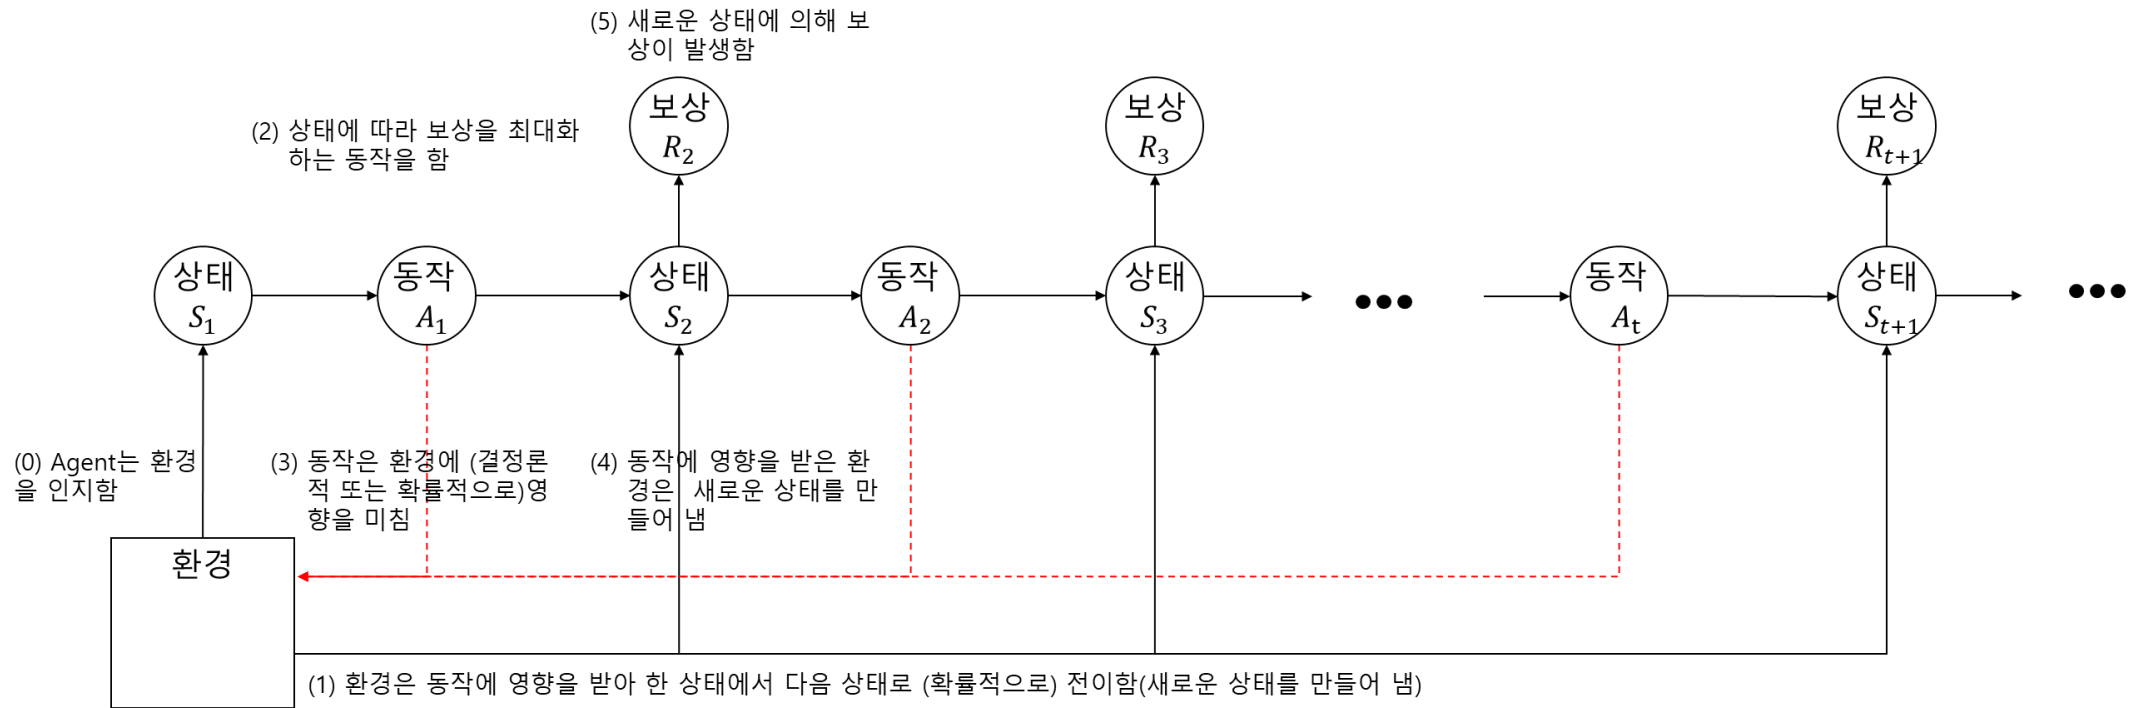 (5) 새로운 상태에 의해 보
상이 발생함
(2) 상태에 따라 보상을 최대화
하는 동작을 함
보상
R₂
보상
R₃
보상
Rₜ₊₁
상태
S₁
동작
A₁
상태
S₂
동작
A₂
상태
S₃
•••
동작
Aₜ
상태
Sₜ₊₁
•••
(0) Agent는 환경
을 인지함
(3) 동작은 환경에 (결정론
적 또는 확률적으로)영
향을 미침
(4) 동작에 영향을 받은 환
경은 새로운 상태를 만
들어 냄
환경
(1) 환경은 동작에 영향을 받아 한 상태에서 다음 상태로 (확률적으로) 전이함(새로운 상태를 만들어 냄)